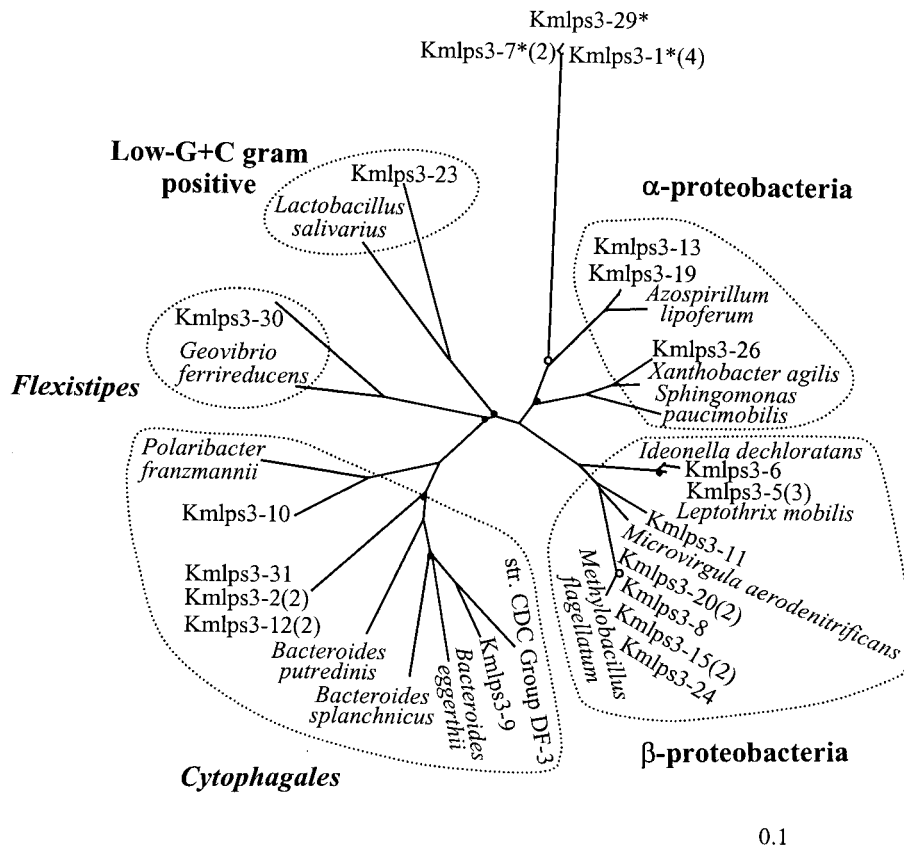 Kmlps3-29*
Kmlps3-7*(2)
Kmlps3-1*(4)
Low-G+C gram
positive
Kmlps3-23
Lactobacillus
salivarius
α-proteobacteria
Kmlps3-13
Kmlps3-19
Azospirillum
lipoferum
Kmlps3-26
Xanthobacter agilis
Sphingomonas
paucimobilis
Kmlps3-30
Geovibrio
ferrireducens
Flexistipes
Polaribacter
franzmannii
Kmlps3-10
Kmlps3-31
Kmlps3-2(2)
Kmlps3-12(2)
Bacteroides
putredinis
Bacteroides
splanchnicus
Bacteroides
eggerthii
Kmlps3-9
str. CDC Group DF-3
Cytophagales
Ideonella dechloratans
Kmlps3-6
Kmlps3-5(3)
Leptothrix mobilis
Kmlps3-11
Microvirgula aerodenitrificans
Kmlps3-20(2)
Kmlps3-8
Kmlps3-15(2)
Kmlps3-24
Methylobacillus
flagellatum
β-proteobacteria
0.1